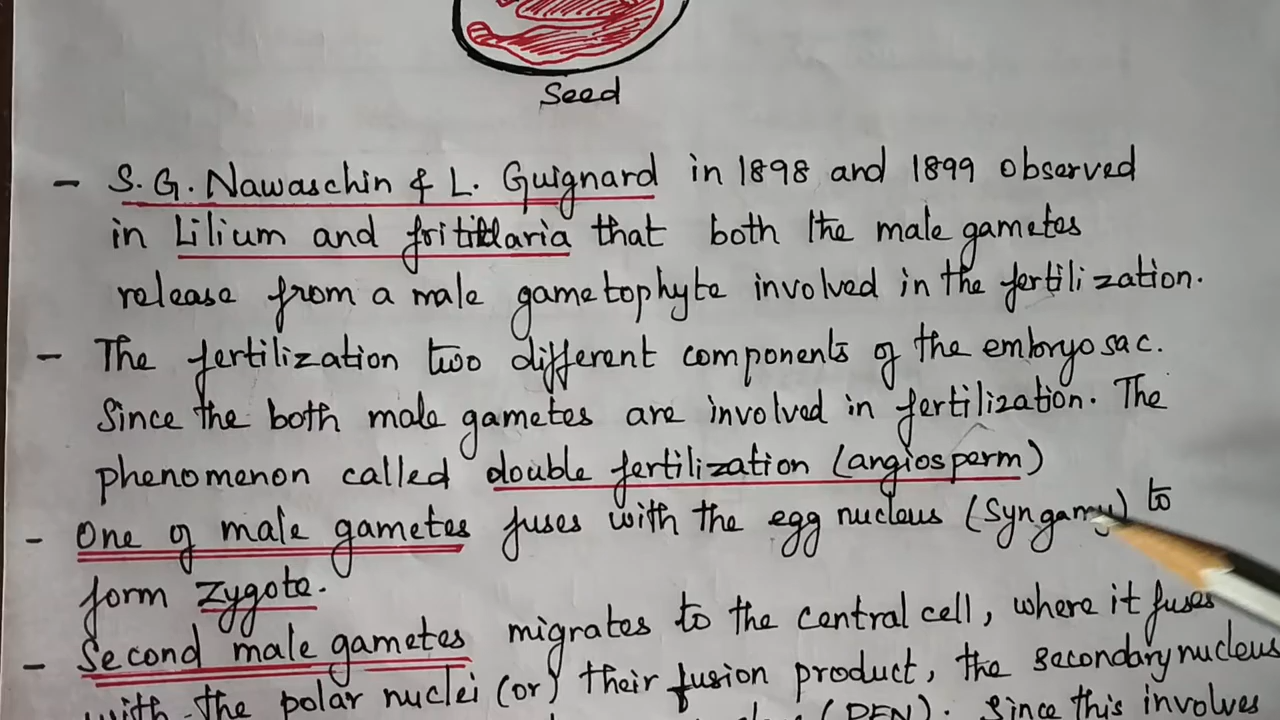 Seed
- S. G. Nawaschin & L. Guignard in 1898 and 1899 observed
in Lilium and fritillaria that both the male gametes
release from a male gametophyte involved in the fertilization.
- The fertilization two different components of the embryo sac.
Since the both male gametes are involved in fertilization. The
phenomenon called double fertilization (angiosperm)
- One of male gametes fuses with the egg nucleus (Syngamy) to
form Zygote.
- Second male gametes migrates to the central cell, where it fuses
with the polar nuclei (or) their fusion product, the secondary nucleus
(PEN). Since this involves